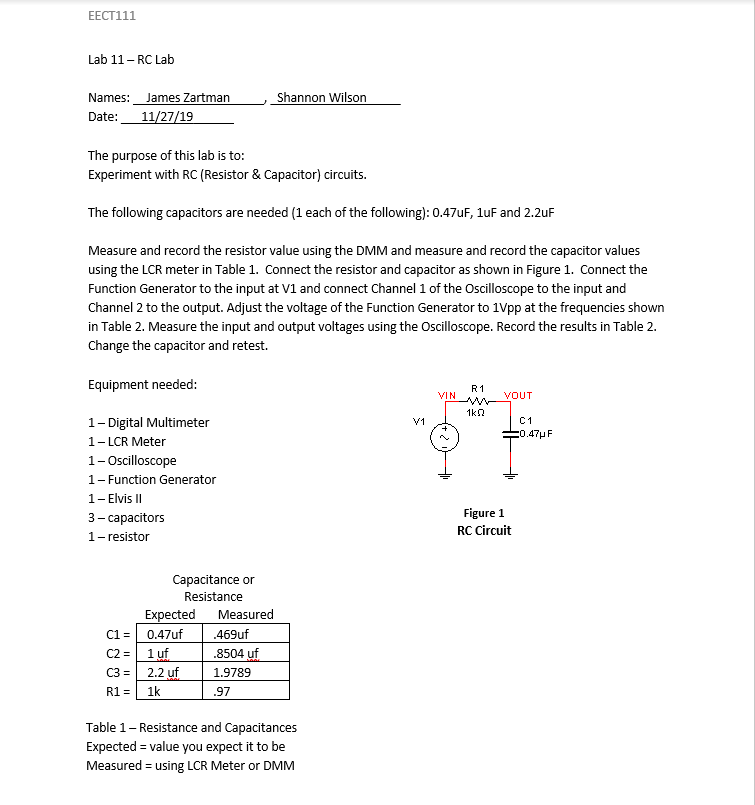 EECT111
Lab 11 – RC Lab
Names: James Zartman , Shannon Wilson
Date: 11/27/19
The purpose of this lab is to:
Experiment with RC (Resistor & Capacitor) circuits.
The following capacitors are needed (1 each of the following): 0.47uF, 1uF and 2.2uF
Measure and record the resistor value using the DMM and measure and record the capacitor values
using the LCR meter in Table 1. Connect the resistor and capacitor as shown in Figure 1. Connect the
Function Generator to the input at V1 and connect Channel 1 of the Oscilloscope to the input and
Channel 2 to the output. Adjust the voltage of the Function Generator to 1Vpp at the frequencies shown
in Table 2. Measure the input and output voltages using the Oscilloscope. Record the results in Table 2.
Change the capacitor and retest.
Equipment needed:
1 – Digital Multimeter
1 – LCR Meter
1 – Oscilloscope
1 – Function Generator
1 – Elvis II
3 – capacitors
1 – resistor
VIN R1 VOUT
1kΩ
V1 C1
0.47µF
Figure 1
RC Circuit
Capacitance or
Resistance
Expected Measured
C1 = 0.47uf .469uf
C2 = 1 uf .8504 uf
C3 = 2.2 uf 1.9789
R1 = 1k .97
Table 1 – Resistance and Capacitances
Expected = value you expect it to be
Measured = using LCR Meter or DMM